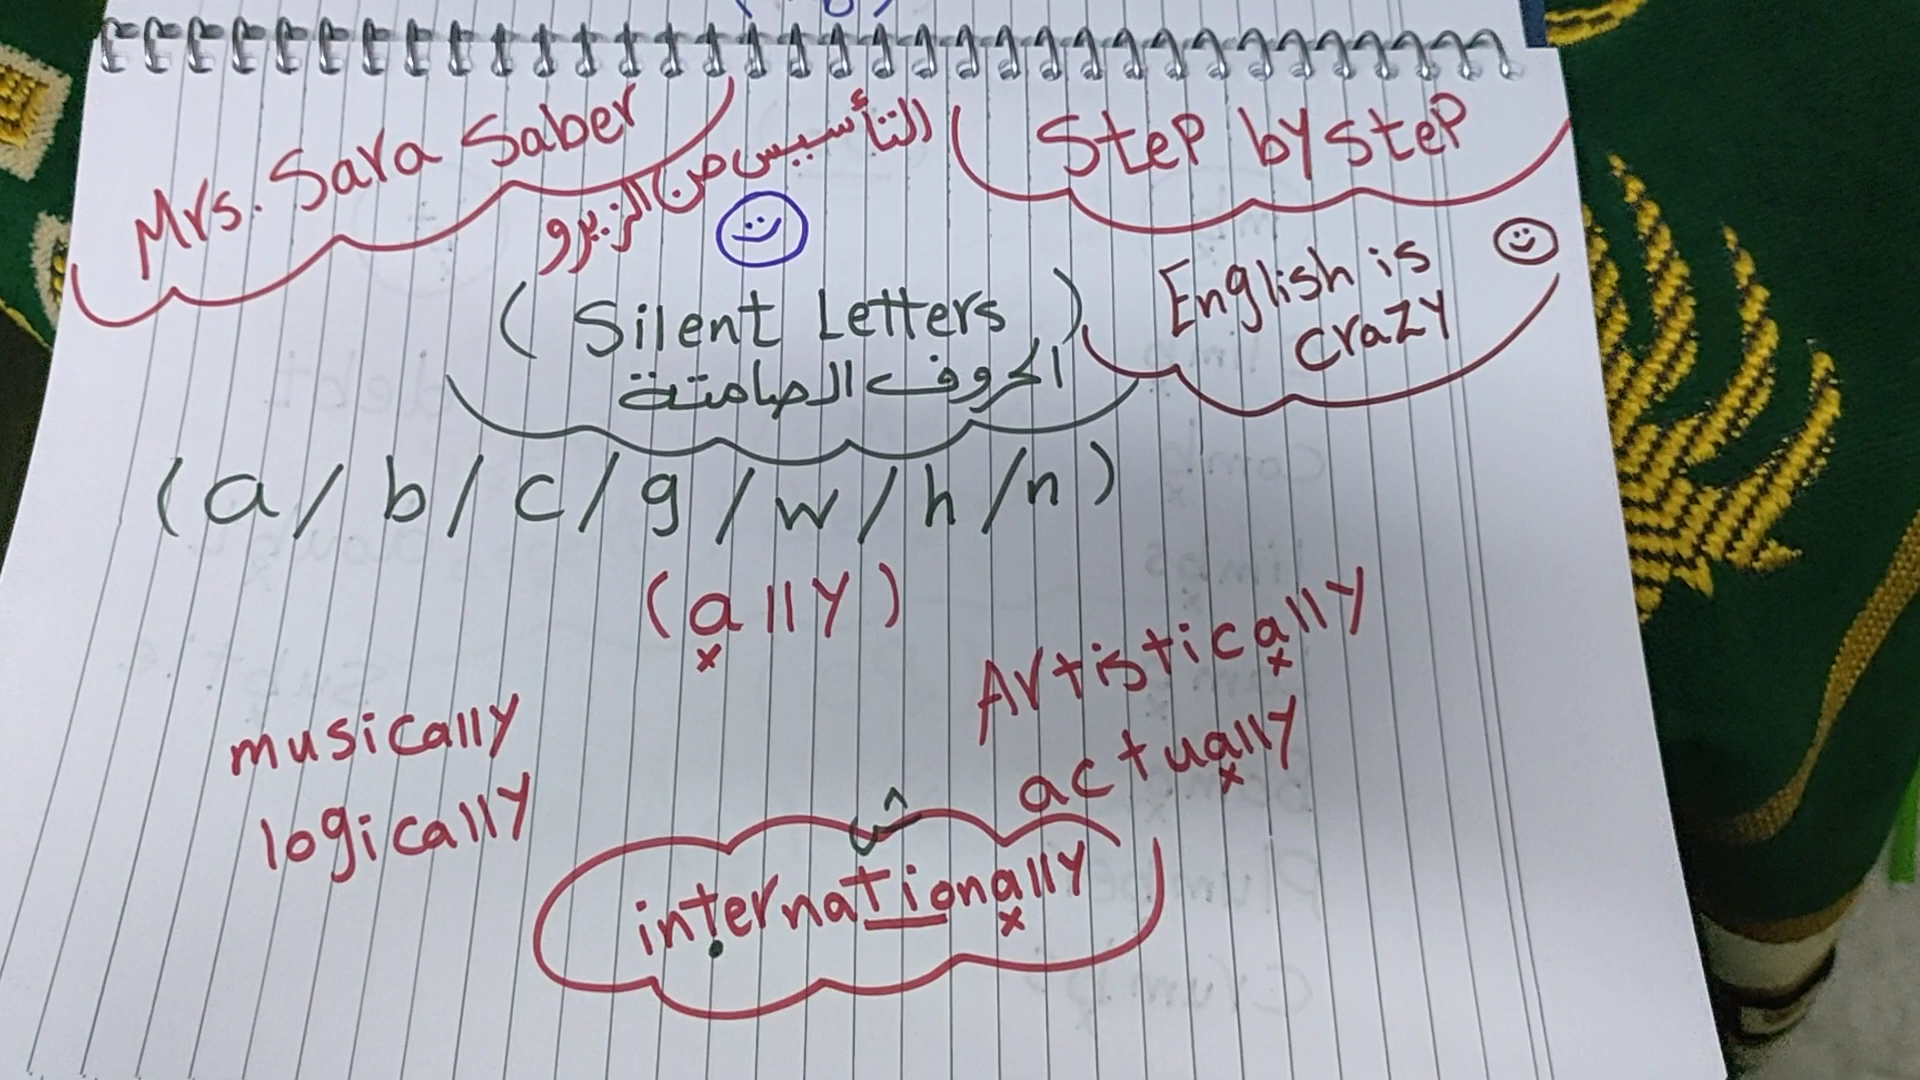 Mrs. Sara Saber
التأسيس من الزيرو
Step by step
English is
crazy
( Silent Letters )
الحروف الصامتة
( a / b / c / g / w / h / n )
( ally )
x
Artistically
x
musically
actually
x
logically
ش
internationally
x